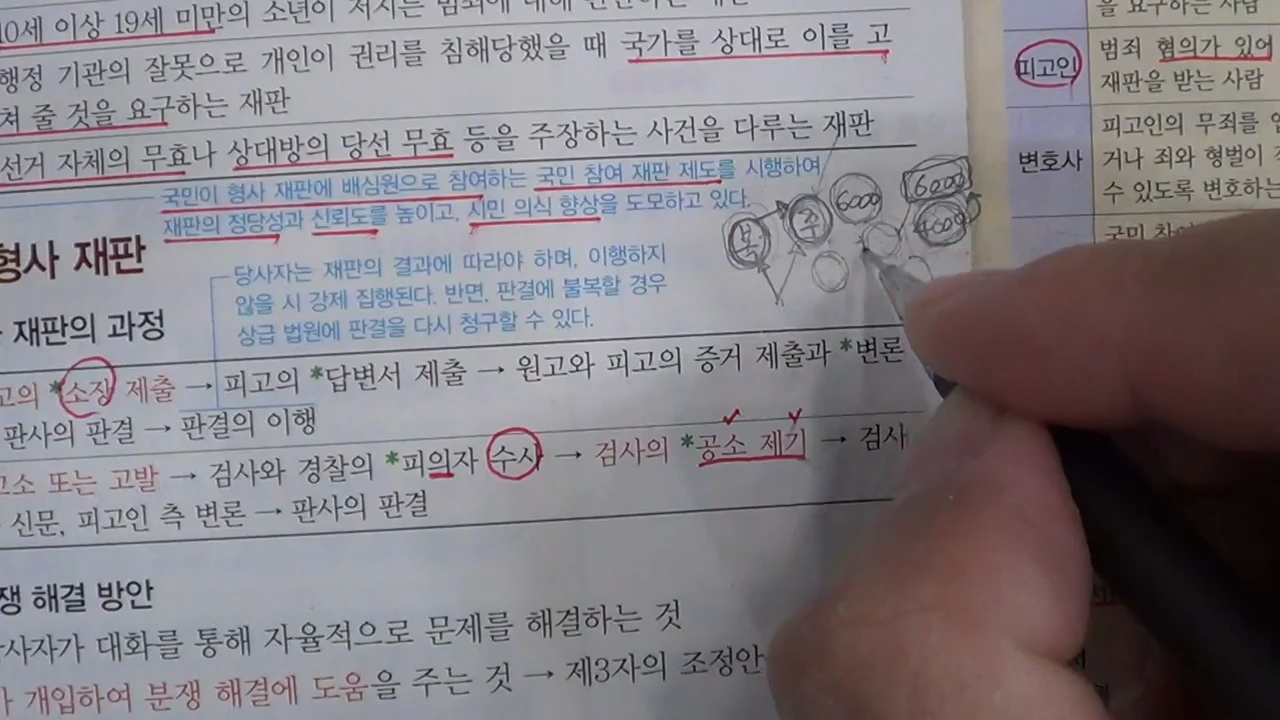 10세 이상 19세 미만의 소년이 저지른 범죄에 대해
행정 기관의 잘못으로 개인이 권리를 침해당했을 때 국가를 상대로 이를 고
쳐 줄 것을 요구하는 재판
선거 자체의 무효나 상대방의 당선 무효 등을 주장하는 사건을 다루는 재판
국민이 형사 재판에 배심원으로 참여하는 국민 참여 재판 제도를 시행하여
재판의 정당성과 신뢰도를 높이고, 시민 의식 향상을 도모하고 있다.
복 주 6000 6000
4600
형사 재판
당사자는 재판의 결과에 따라야 하며, 이행하지
않을 시 강제 집행된다. 반면, 판결에 불복할 경우
상급 법원에 판결을 다시 청구할 수 있다.
재판의 과정
고의 *소장 제출 → 피고의 *답변서 제출 → 원고와 피고의 증거 제출과 *변론
판사의 판결 → 판결의 이행
고소 또는 고발 → 검사와 경찰의 *피의자 수사 → 검사의 *공소 제기 → 검사
신문, 피고인 측 변론 → 판사의 판결
쟁 해결 방안
사자가 대화를 통해 자율적으로 문제를 해결하는 것
가 개입하여 분쟁 해결에 도움을 주는 것 → 제3자의 조정안
을 요구하는 사람
피고인
범죄 혐의가 있어
재판을 받는 사람
변호사
피고인의 무죄를
거나 죄와 형벌이
수 있도록 변호하는
국민